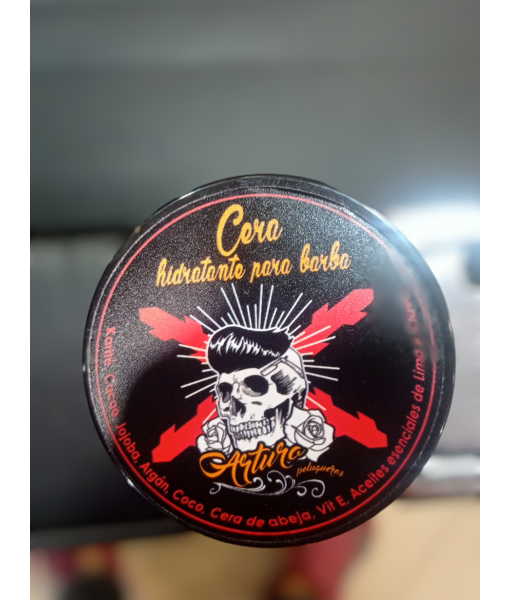 Cera
hidratante para barba
Arturo
peluqueros
Karité, Cacao, Jojoba, Argán, Coco, Cera de abeja, Vit E, Aceites esenciales de Lima